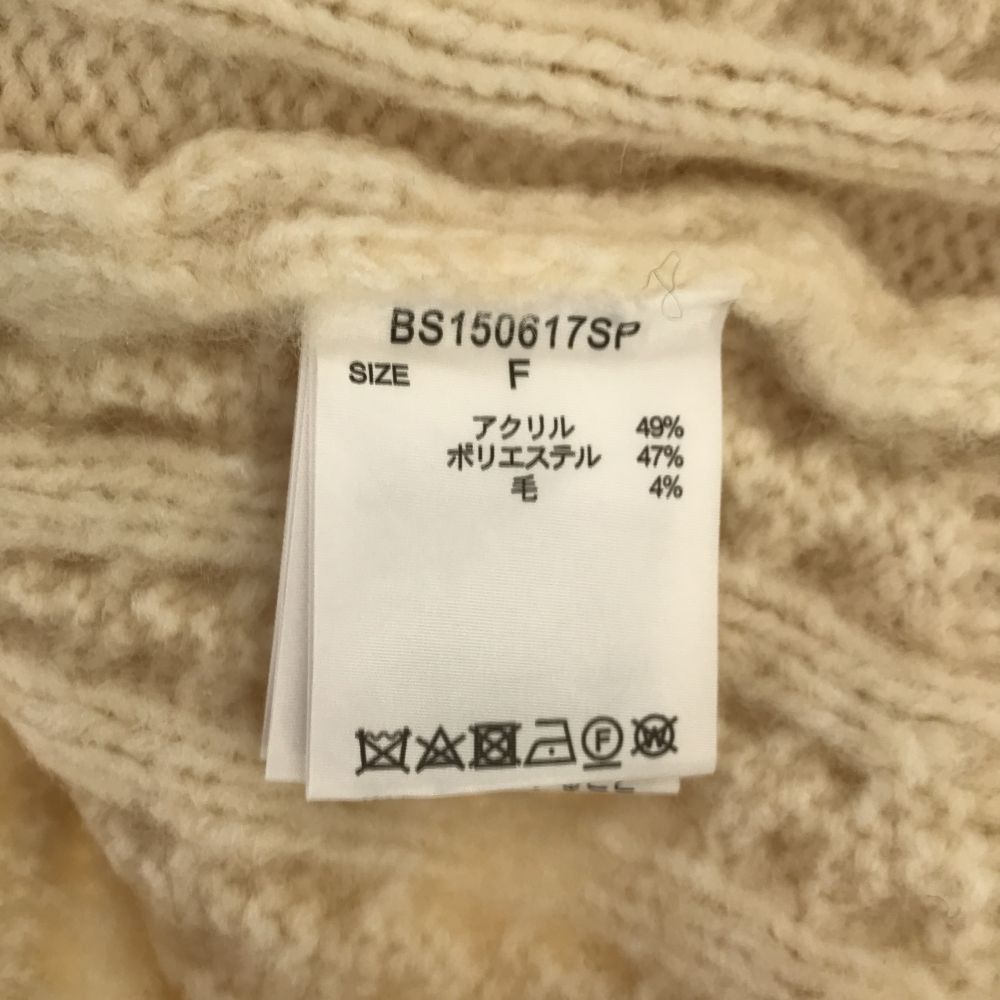 BS150617SP
SIZE F
アクリル 49%
ポリエステル 47%
毛 4%
F W